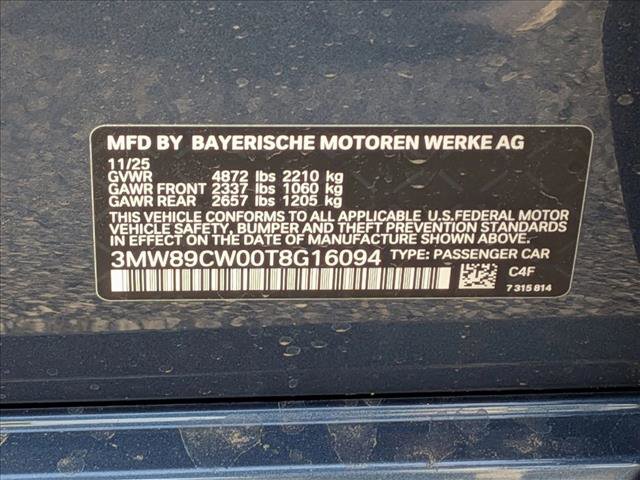 MFD BY BAYERISCHE MOTOREN WERKE AG
11/25
GVWR 4872 lbs 2210 kg
GAWR FRONT 2337 lbs 1060 kg
GAWR REAR 2657 lbs 1205 kg
THIS VEHICLE CONFORMS TO ALL APPLICABLE U.S.FEDERAL MOTOR
VEHICLE SAFETY, BUMPER AND THEFT PREVENTION STANDARDS
IN EFFECT ON THE DATE OF MANUFACTURE SHOWN ABOVE.
3MW89CW00T8G16094 TYPE: PASSENGER CAR
C4F
7 315 814